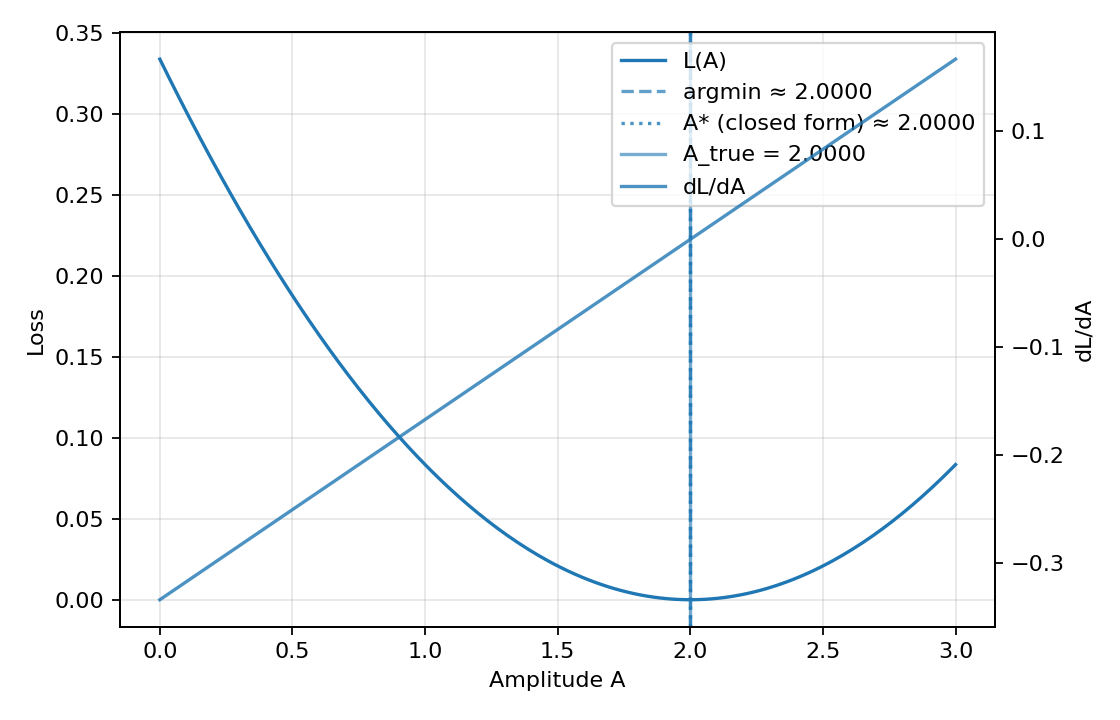 0.35
0.30
0.25
0.20
0.15
0.10
0.05
0.00
Loss
L(A)
argmin ≈ 2.0000
A* (closed form) ≈ 2.0000
A_true = 2.0000
dL/dA
0.1
0.0
−0.1
−0.2
−0.3
dL/dA
0.0 0.5 1.0 1.5 2.0 2.5 3.0
Amplitude A